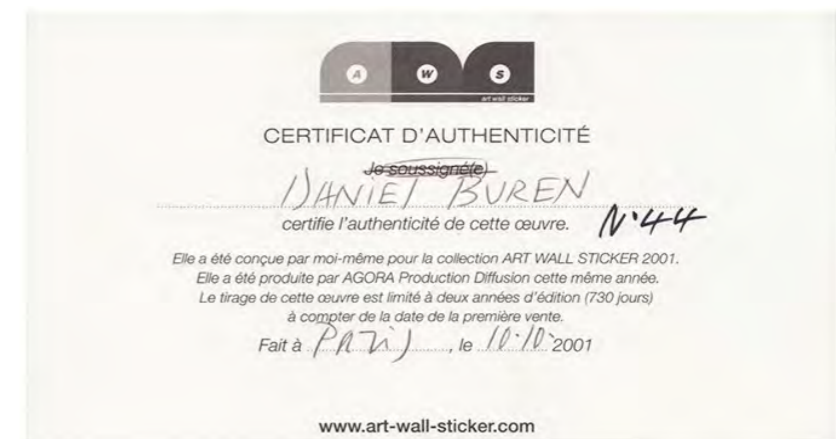 A W S
art wall sticker
CERTIFICAT D'AUTHENTICITÉ
Je soussigné(e)
DANIEL BUREN
certifie l'authenticité de cette œuvre. N°44
Elle a été conçue par moi-même pour la collection ART WALL STICKER 2001.
Elle a été produite par AGORA Production Diffusion cette même année.
Le tirage de cette œuvre est limité à deux années d'édition (730 jours)
à compter de la date de la première vente.
Fait à PARIS, le 10·10· 2001
www.art-wall-sticker.com